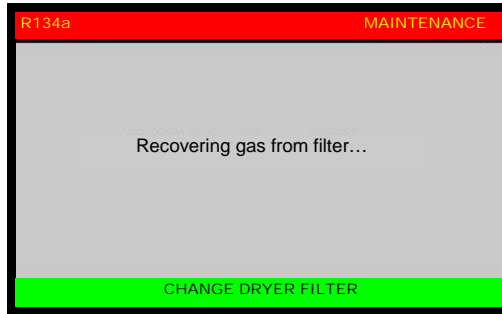 R134a MAINTENANCE
Recovering gas from filter…
CHANGE DRYER FILTER